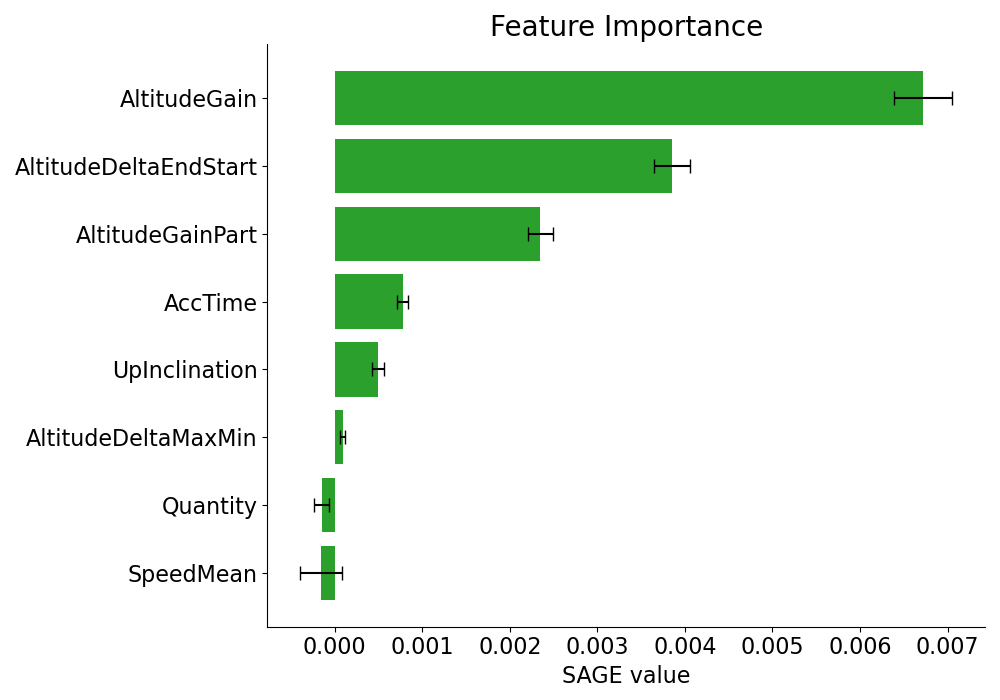 Feature Importance
AltitudeGain
AltitudeDeltaEndStart
AltitudeGainPart
AccTime
UpInclination
AltitudeDeltaMaxMin
Quantity
SpeedMean
0.000 0.001 0.002 0.003 0.004 0.005 0.006 0.007
SAGE value